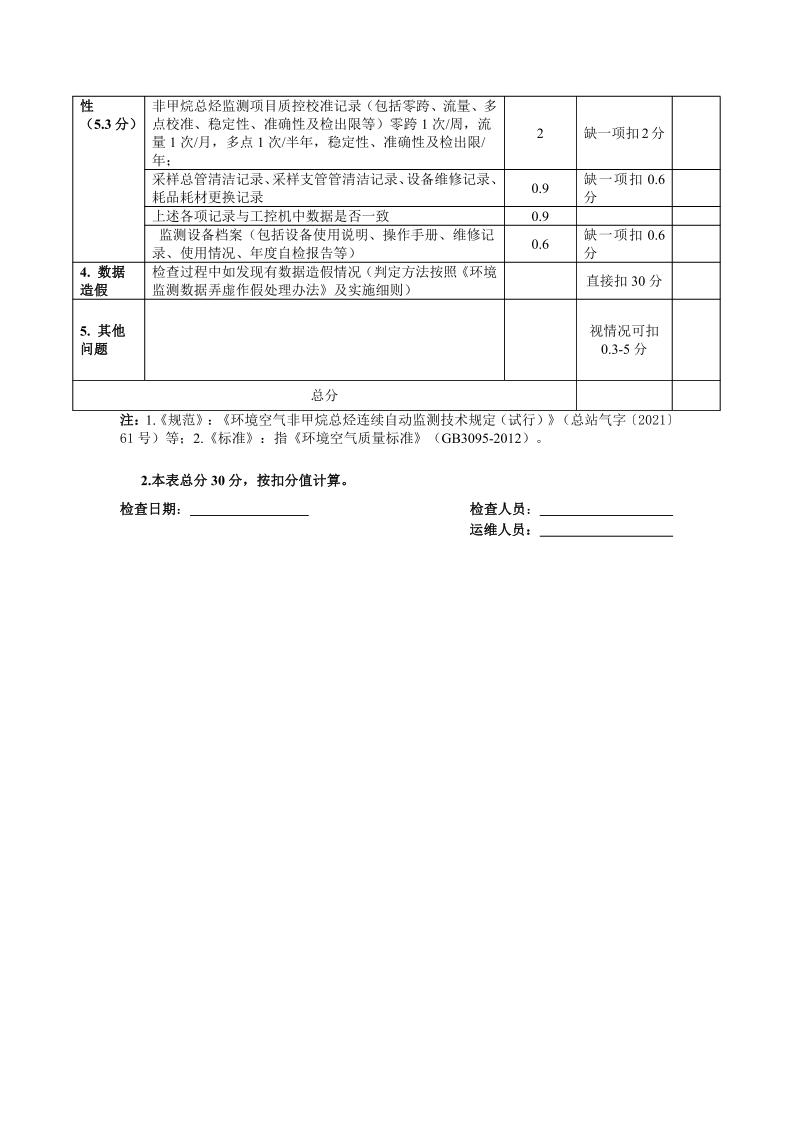 性
（5.3 分）
非甲烷总烃监测项目质控校准记录（包括零跨、流量、多
点校准、稳定性、准确性及检出限等）零跨 1 次/周，流
量 1 次/月，多点 1 次/半年，稳定性、准确性及检出限/
年；
2
缺一项扣 2 分
采样总管清洁记录、采样支管管清洁记录、设备维修记录、
耗品耗材更换记录
0.9
缺一项扣 0.6
分
上述各项记录与工控机中数据是否一致
0.9
监测设备档案（包括设备使用说明、操作手册、维修记
录、使用情况、年度自检报告等）
0.6
缺一项扣 0.6
分
4. 数据
造假
检查过程中如发现有数据造假情况（判定方法按照《环境
监测数据弄虚作假处理办法》及实施细则）
直接扣 30 分
5. 其他
问题
视情况可扣
0.3-5 分
总分
注：1.《规范》：《环境空气非甲烷总烃连续自动监测技术规定（试行）》（总站气字〔2021〕
61 号）等；2.《标准》：指《环境空气质量标准》（GB3095-2012）。
2.本表总分 30 分，按扣分值计算。
检查日期：
检查人员：
运维人员：